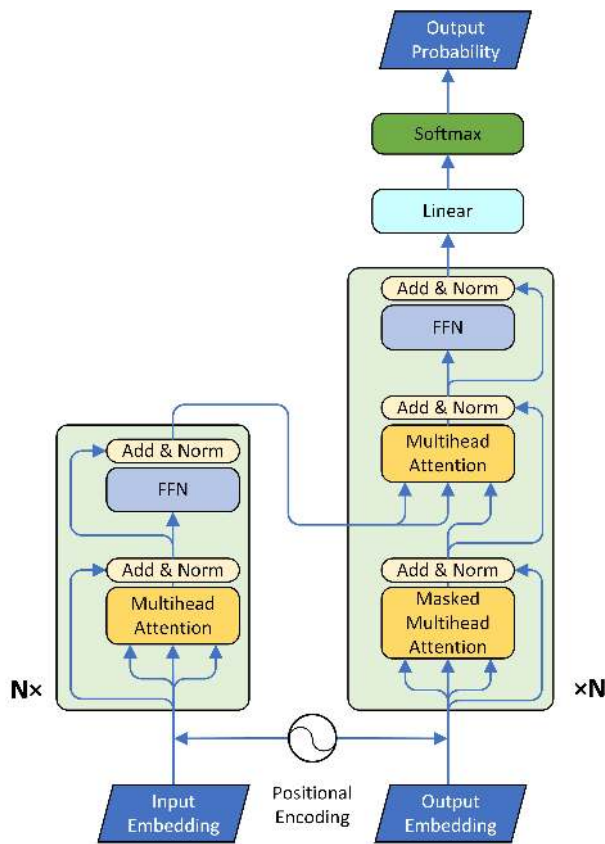 Output
Probability
Softmax
Linear
Add & Norm
FFN
Add & Norm
Multihead
Attention
Add & Norm
Masked
Multihead
Attention
×N
Add & Norm
FFN
Add & Norm
Multihead
Attention
N×
Input
Embedding
Positional
Encoding
Output
Embedding